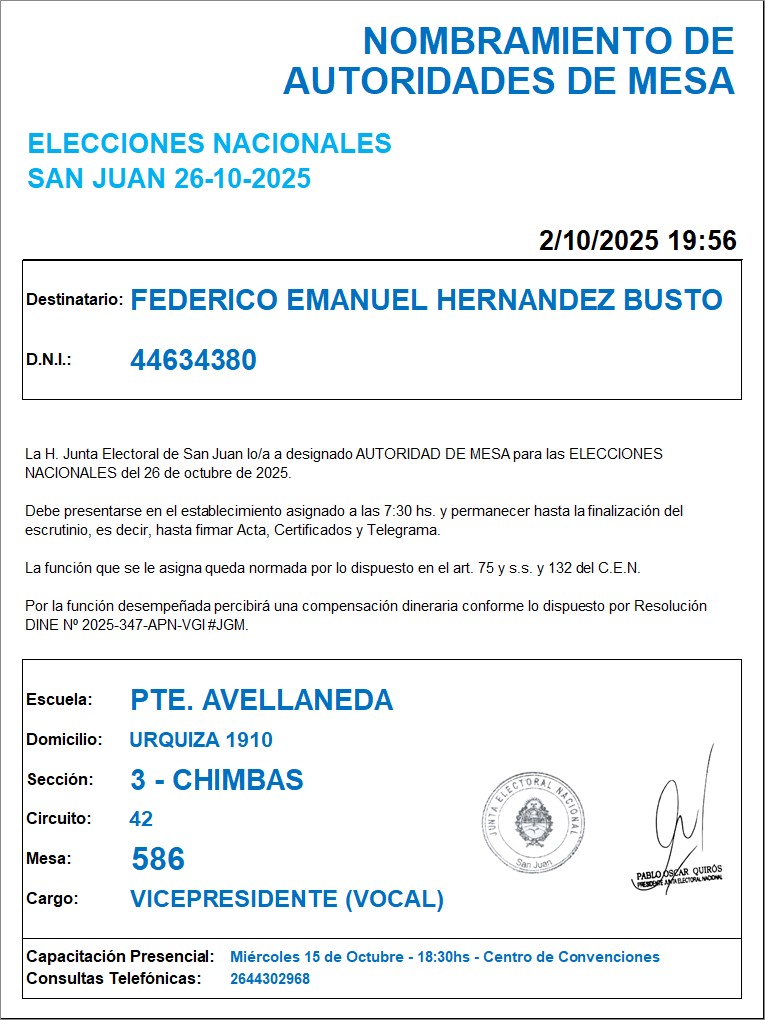 NOMBRAMIENTO DE
AUTORIDADES DE MESA
ELECCIONES NACIONALES
SAN JUAN 26-10-2025
2/10/2025 19:56
Destinatario: FEDERICO EMANUEL HERNANDEZ BUSTO
D.N.I.: 44634380
La H. Junta Electoral de San Juan lo/a a designado AUTORIDAD DE MESA para las ELECCIONES
NACIONALES del 26 de octubre de 2025.
Debe presentarse en el establecimiento asignado a las 7:30 hs. y permanecer hasta la finalización del
escrutinio, es decir, hasta firmar Acta, Certificados y Telegrama.
La función que se le asigna queda normada por lo dispuesto en el art. 75 y s.s. y 132 del C.E.N.
Por la función desempeñada percibirá una compensación dineraria conforme lo dispuesto por Resolución
DINE Nº 2025-347-APN-VGI#JGM.
Escuela: PTE. AVELLANEDA
Domicilio: URQUIZA 1910
Sección: 3 - CHIMBAS
Circuito: 42
Mesa: 586
Cargo: VICEPRESIDENTE (VOCAL)
JUNTA ELECTORAL NACIONAL
San Juan
PABLO OSCAR QUIRÓS
PRESIDENTE JUNTA ELECTORAL NACIONAL
Capacitación Presencial: Miércoles 15 de Octubre - 18:30hs - Centro de Convenciones
Consultas Telefónicas: 2644302968